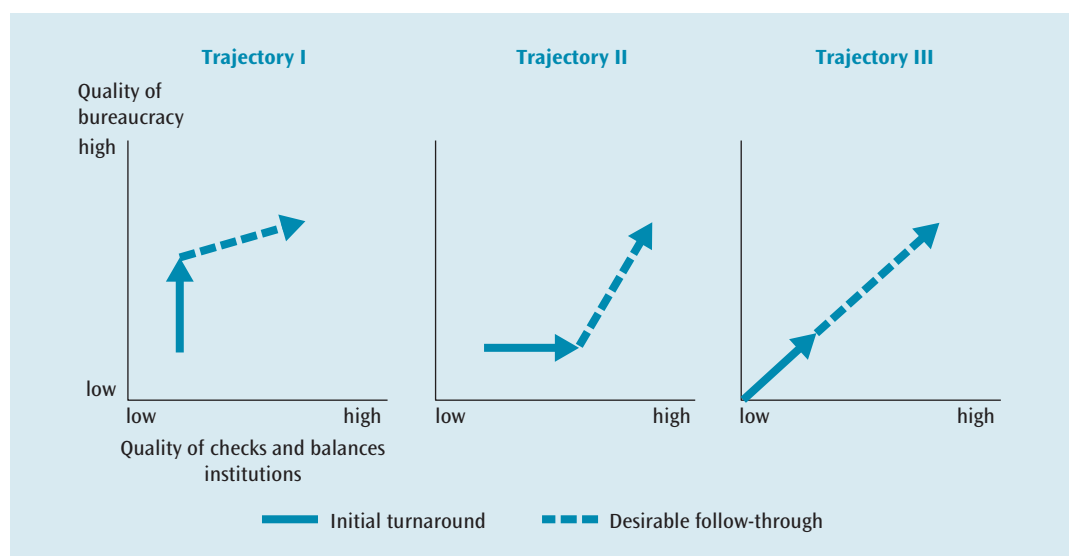 Trajectory I
Trajectory II
Trajectory III
Quality of
bureaucracy
high
low
low
high
low
high
low
high
Quality of checks and balances
institutions
Initial turnaround
Desirable follow-through